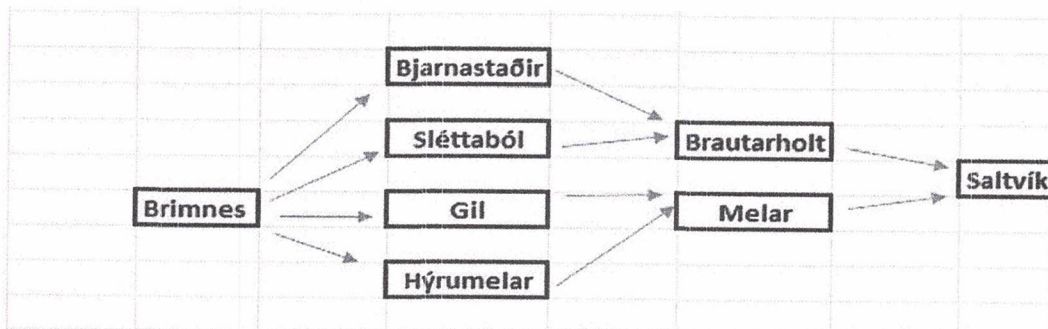 Bjarnastaðir
Sléttaból
Brautarholt
Saltvík
Brimnes
Gil
Melar
Hýrumelar